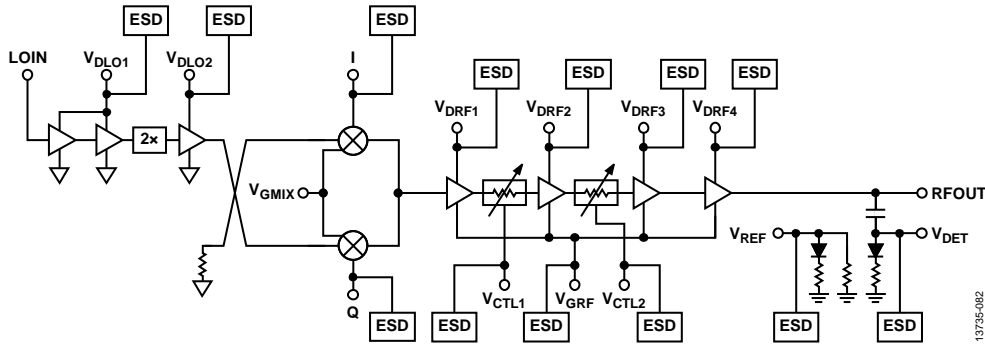 ESD
ESD
ESD
LOIN
VDLO1
VDLO2
I
ESD
ESD
ESD
ESD
VDRF1
VDRF2
VDRF3
VDRF4
2×
VGMIX
RFOUT
VREF
VDET
Q
ESD
ESD
VCTL1
ESD
VGRF
VCTL2
ESD
ESD
ESD
13735-082